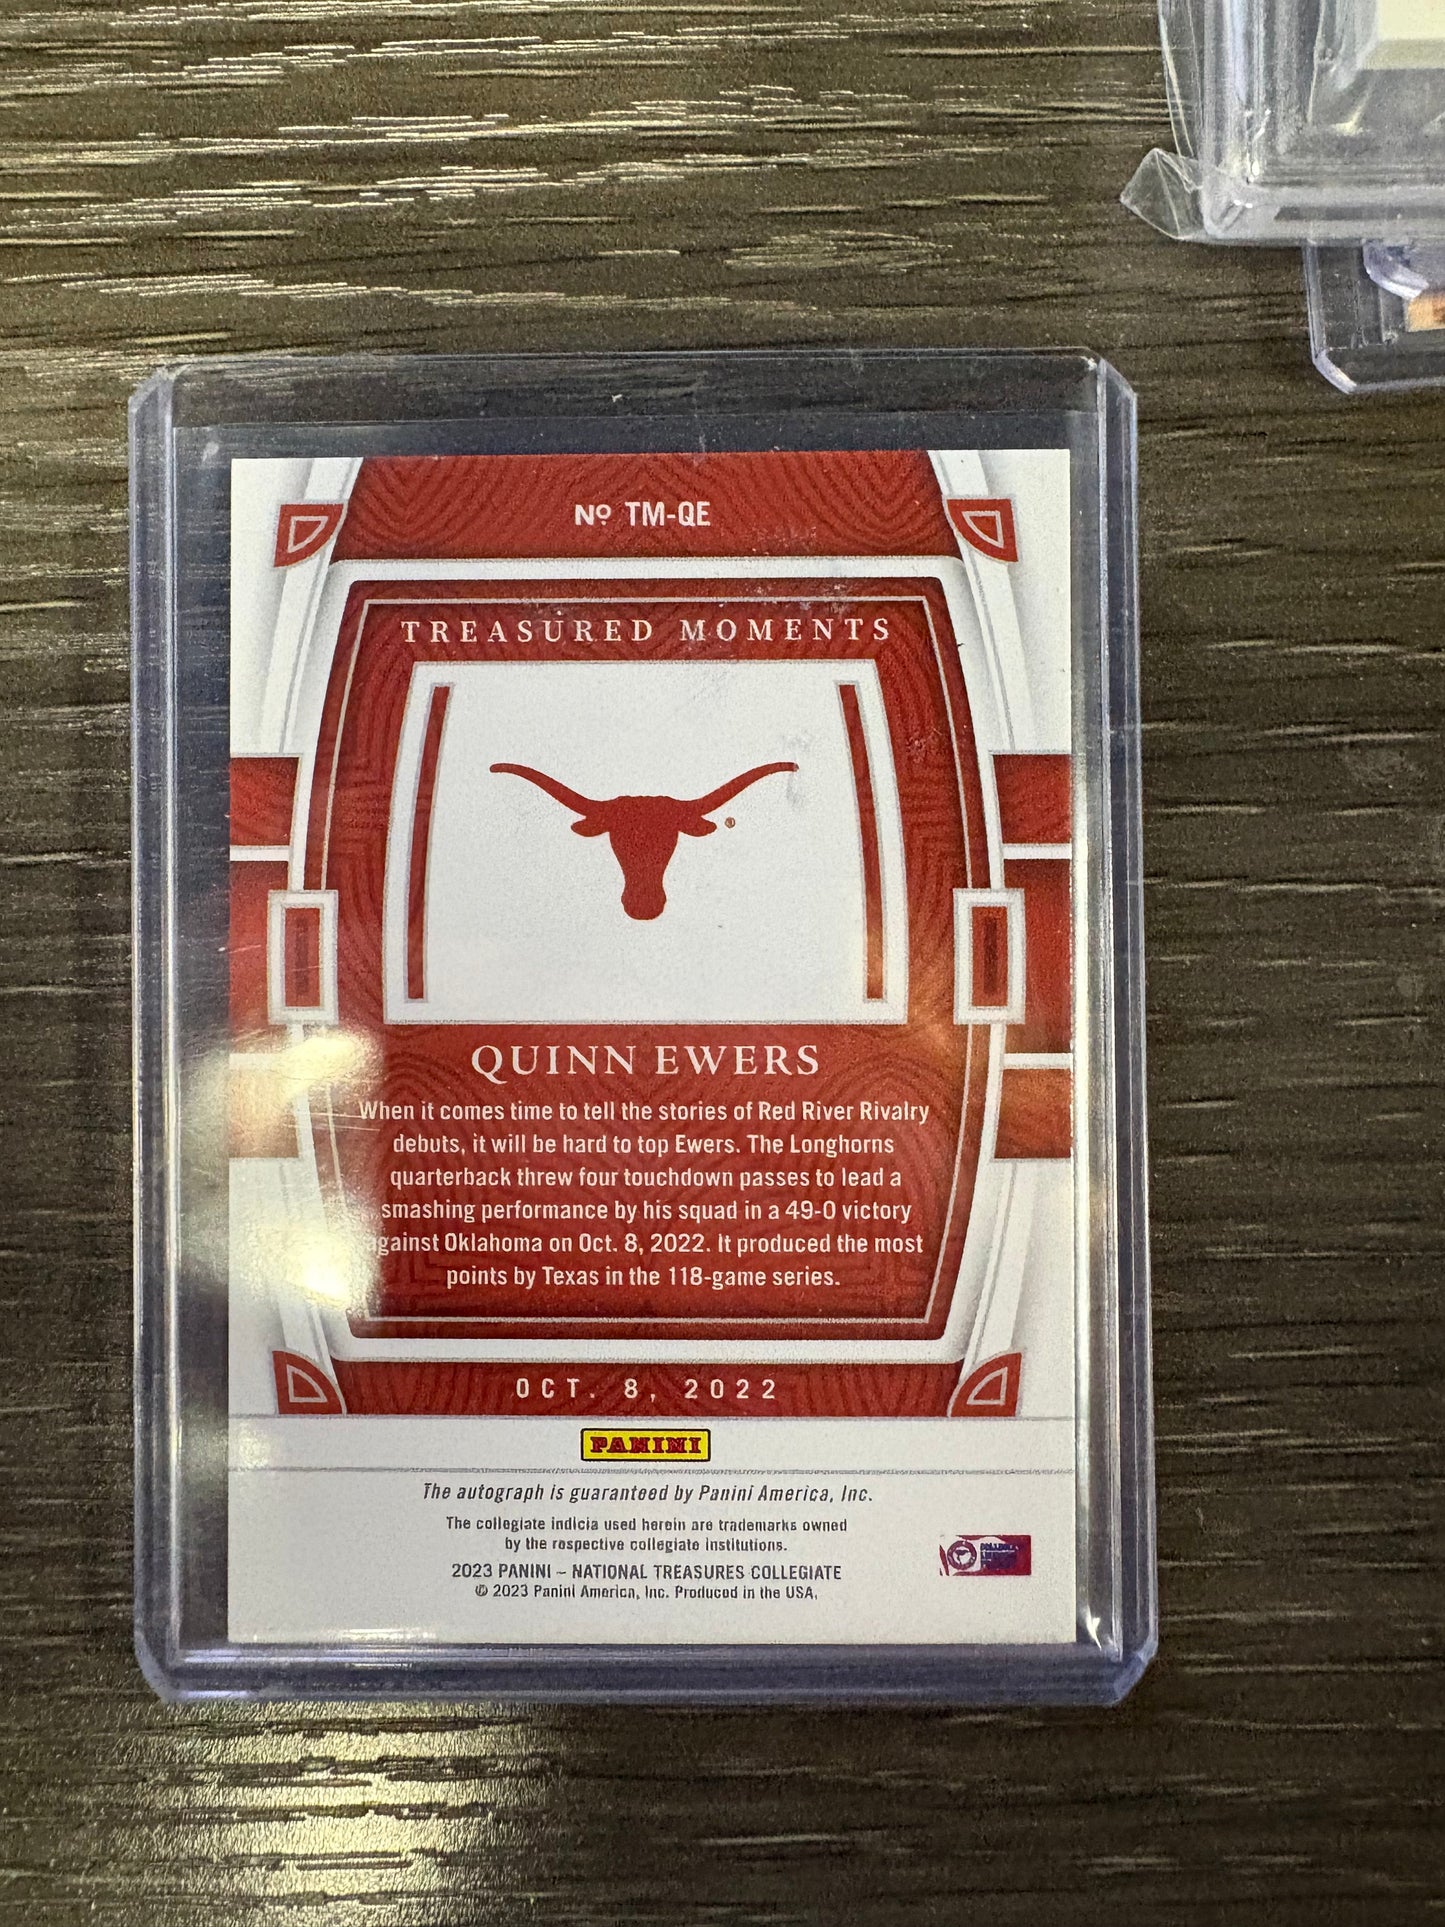 Nº TM-QE
TREASURED MOMENTS
®
QUINN EWERS
When it comes time to tell the stories of Red River Rivalry
debuts, it will be hard to top Ewers. The Longhorns
quarterback threw four touchdown passes to lead a
smashing performance by his squad in a 49-0 victory
against Oklahoma on Oct. 8, 2022. It produced the most
points by Texas in the 118-game series.
OCT. 8, 2022
PANINI
The autograph is guaranteed by Panini America, Inc.
The collegiate indicia used herein are trademarks owned
by the respective collegiate institutions.
2023 PANINI – NATIONAL TREASURES COLLEGIATE
© 2023 Panini America, Inc. Produced in the USA.